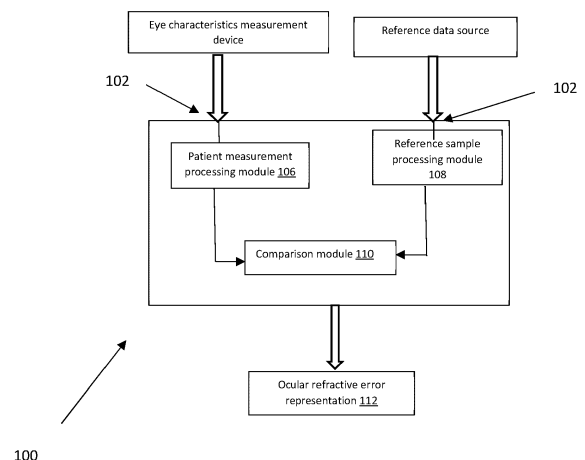 Eye characteristics measurement
device
Reference data source
102
102
Patient measurement
processing module 106
Reference sample
processing module
108
Comparison module 110
Ocular refractive error
representation 112
100